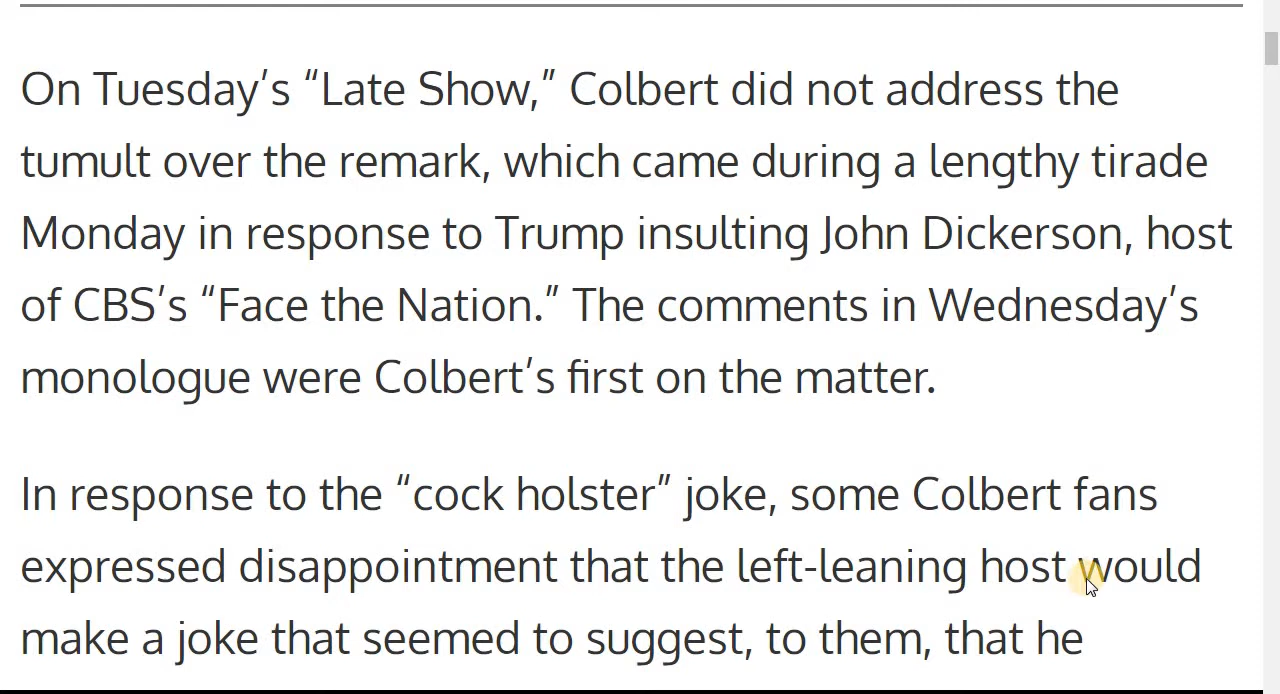 On Tuesday’s “Late Show,” Colbert did not address the
tumult over the remark, which came during a lengthy tirade
Monday in response to Trump insulting John Dickerson, host
of CBS’s “Face the Nation.” The comments in Wednesday’s
monologue were Colbert’s first on the matter.
In response to the “cock holster” joke, some Colbert fans
expressed disappointment that the left-leaning host would
make a joke that seemed to suggest, to them, that he